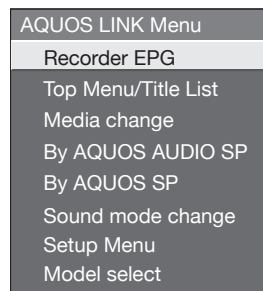 AQUOS LINK Menu
Recorder EPG
Top Menu/Title List
Media change
By AQUOS AUDIO SP
By AQUOS SP
Sound mode change
Setup Menu
Model select